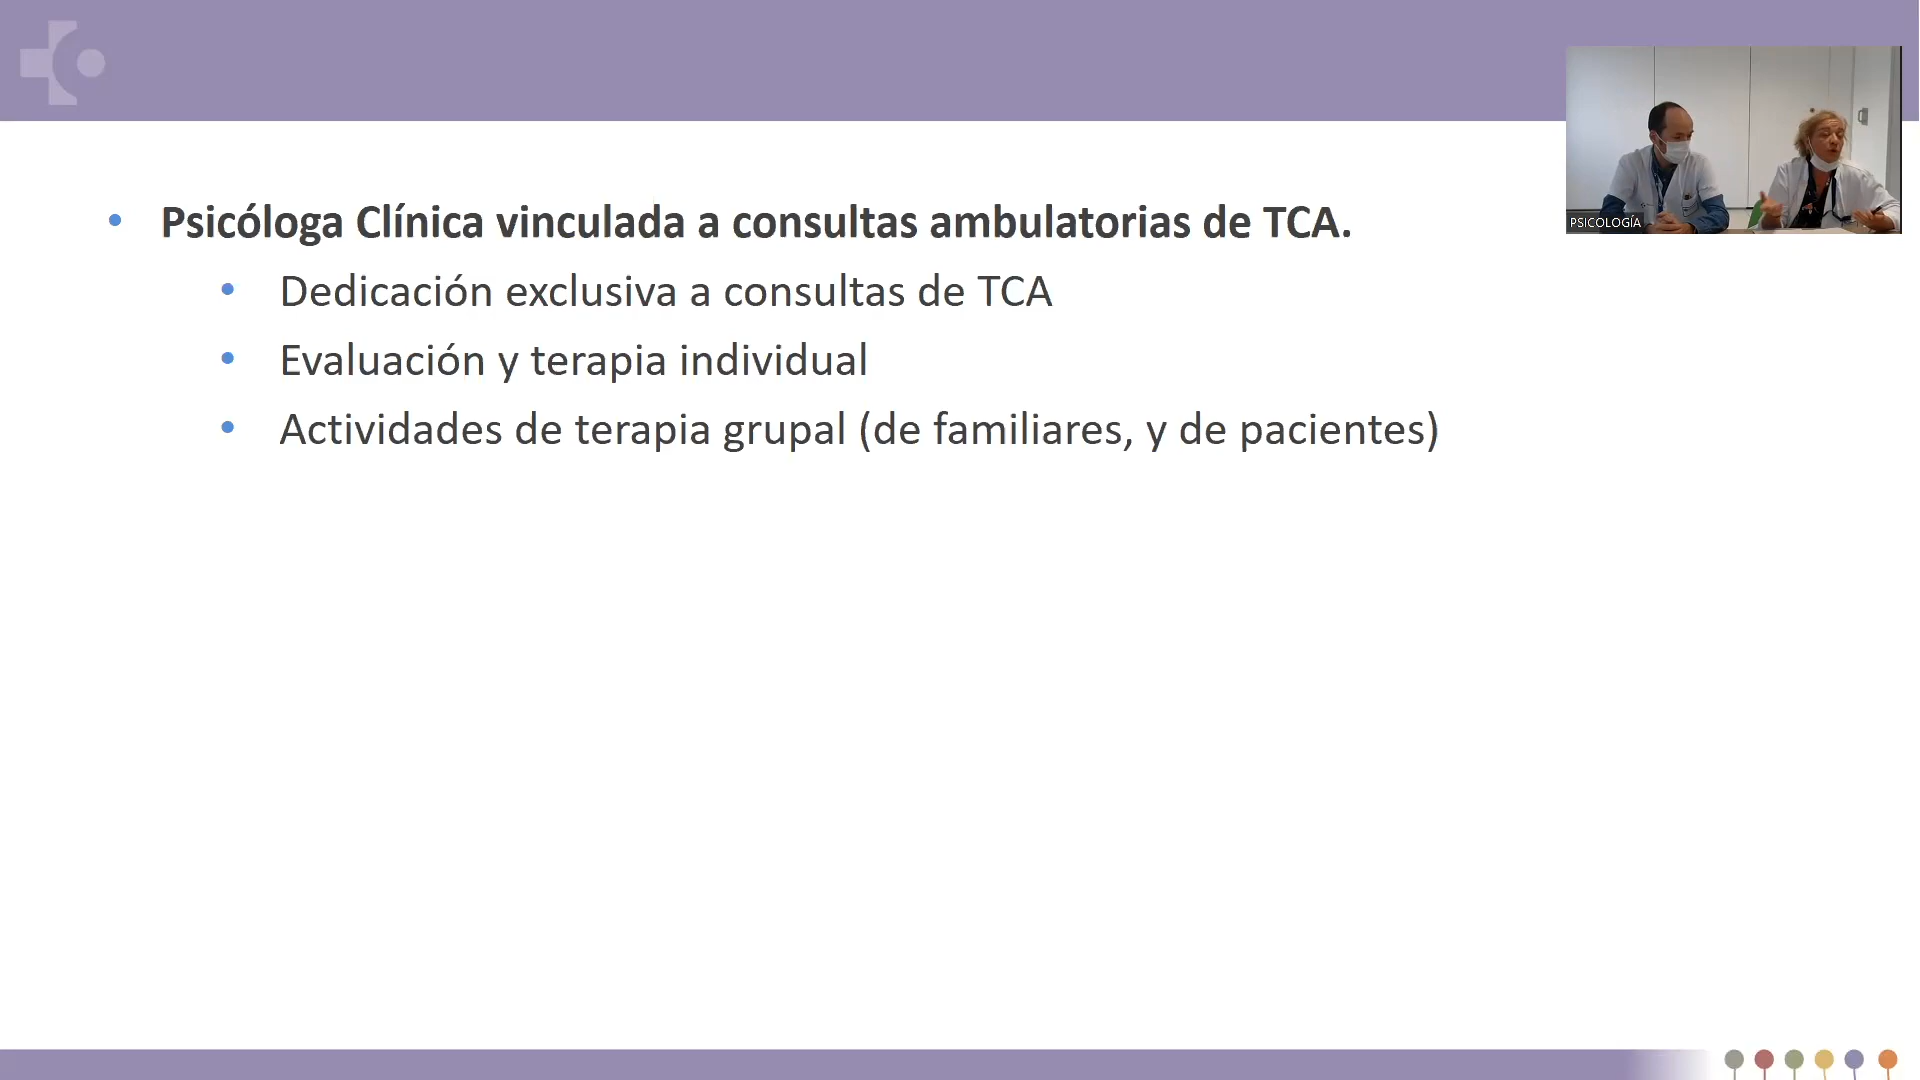 Psicóloga Clínica vinculada a consultas ambulatorias de TCA.
Dedicación exclusiva a consultas de TCA
Evaluación y terapia individual
Actividades de terapia grupal (de familiares, y de pacientes)
PSICOLOGÍA